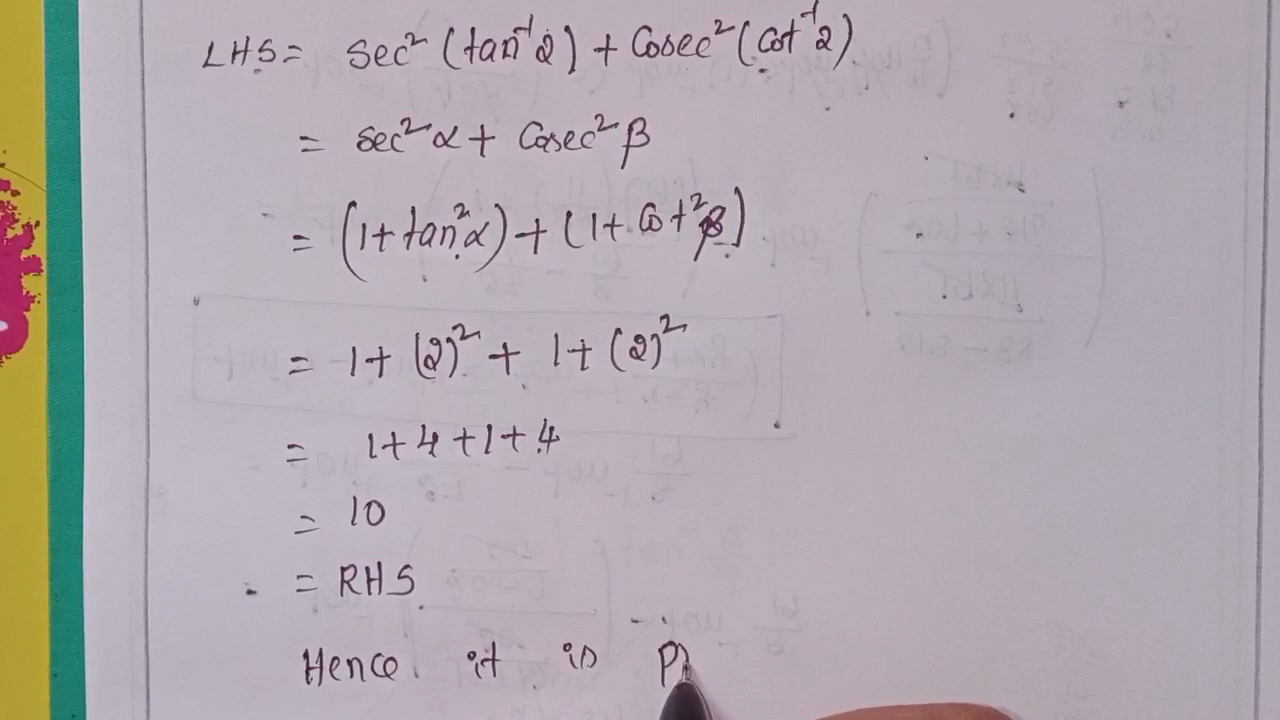 LHS = sec² (tan⁻¹2) + Cosec² (Cot⁻¹2)
= sec²α + Cosec²β
= (1+tan²α) + (1+Cot²β)
= 1+(2)² + 1+(2)²
= 1+4+1+4
= 10
= RHS
Hence it is